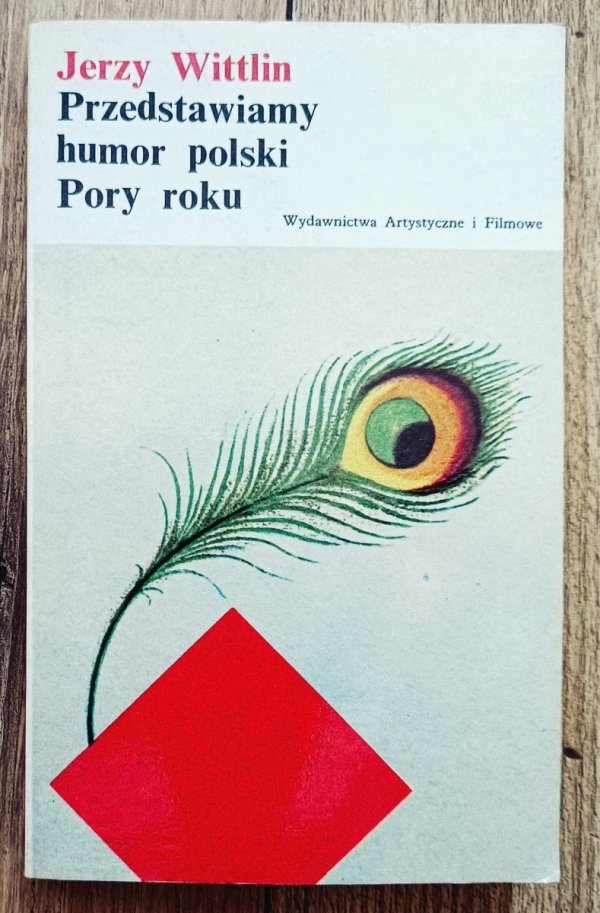 Jerzy Wittlin
Przedstawiamy
humor polski
Pory roku
Wydawnictwa Artystyczne i Filmowe